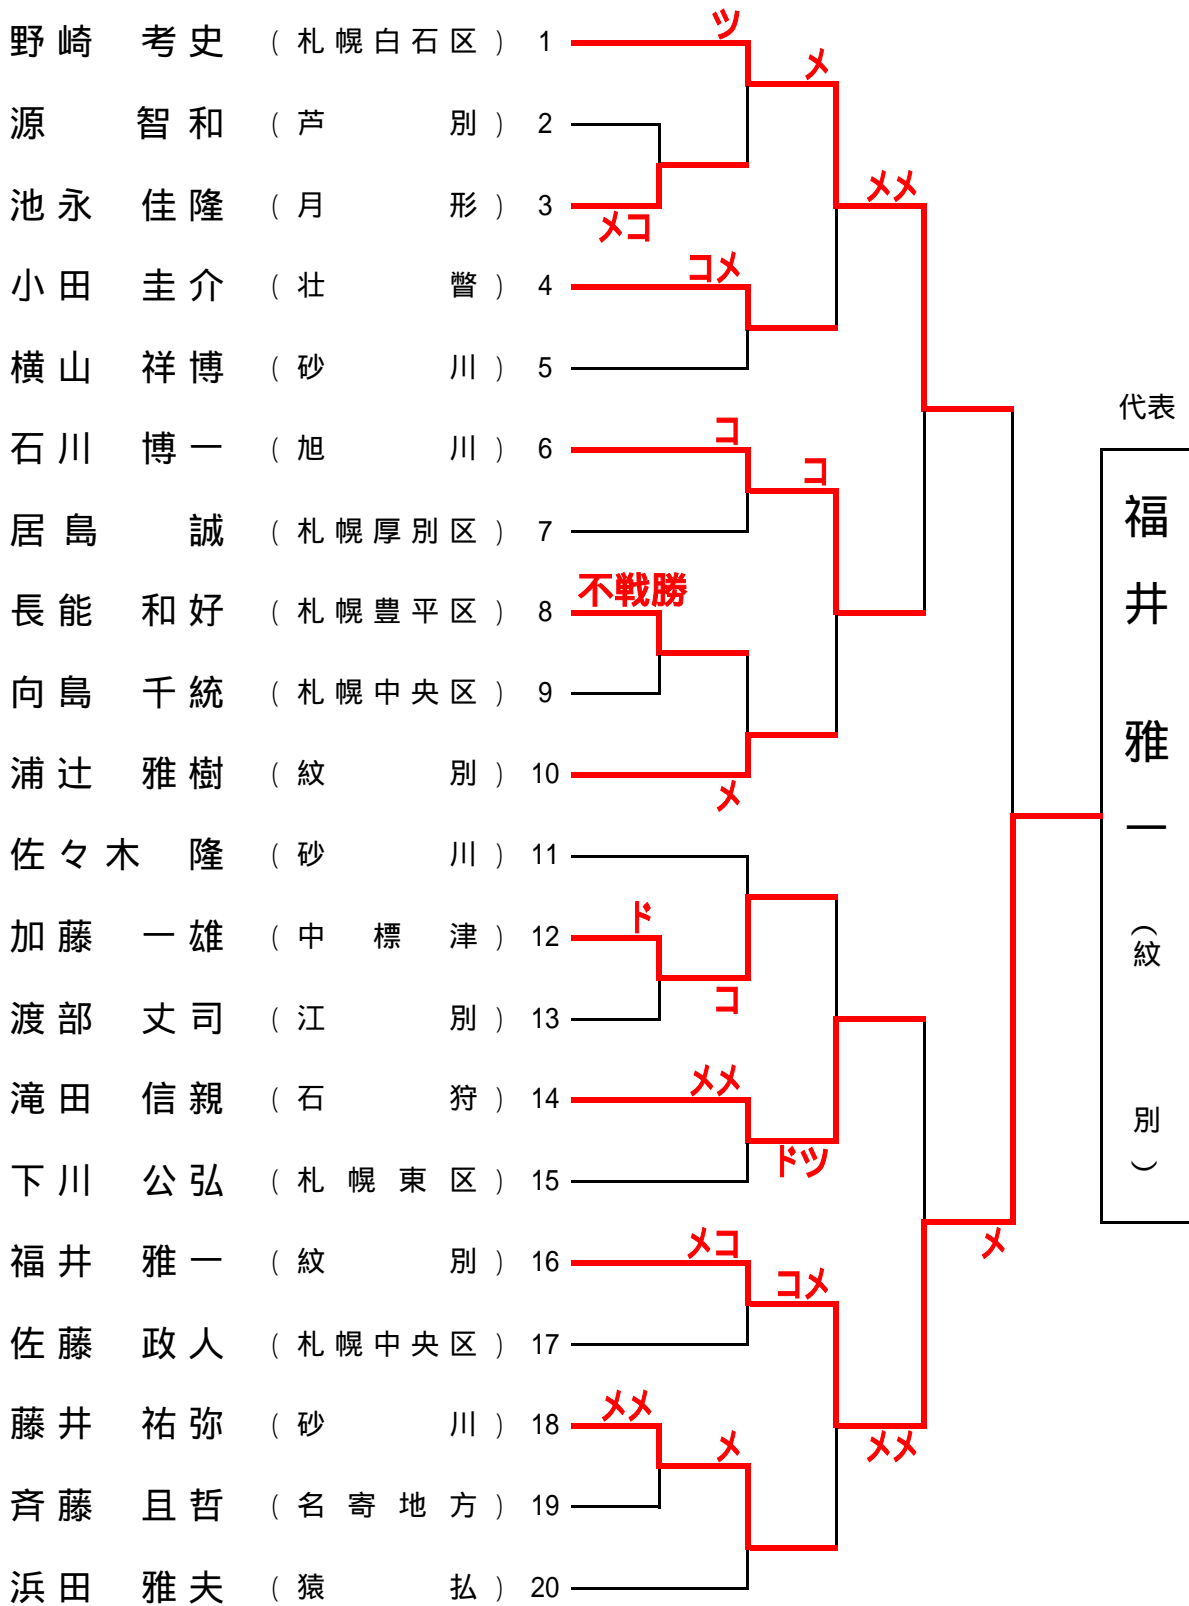 ツ
野崎 考史 (札幌白石区) 1
メ
源 智和 (芦別) 2
メメ
池永 佳隆 (月形) 3
メコ
コメ
小田 圭介 (壮瞥) 4
横山 祥博 (砂川) 5
代表
コ
石川 博一 (旭川) 6
コ
居島 誠 (札幌厚別区) 7
不戦勝
長能 和好 (札幌豊平区) 8
向島 千統 (札幌中央区) 9
浦辻 雅樹 (紋別) 10
メ
福井 雅一 (紋別)
佐々木 隆 (砂川) 11
ド
加藤 一雄 (中標津) 12
コ
渡部 丈司 (江別) 13
メメ
滝田 信親 (石狩) 14
ドツ
下川 公弘 (札幌東区) 15
メコ
福井 雅一 (紋別) 16
メ
コメ
佐藤 政人 (札幌中央区) 17
メメ
藤井 祐弥 (砂川) 18
メ
メメ
斉藤 且哲 (名寄地方) 19
浜田 雅夫 (猿払) 20